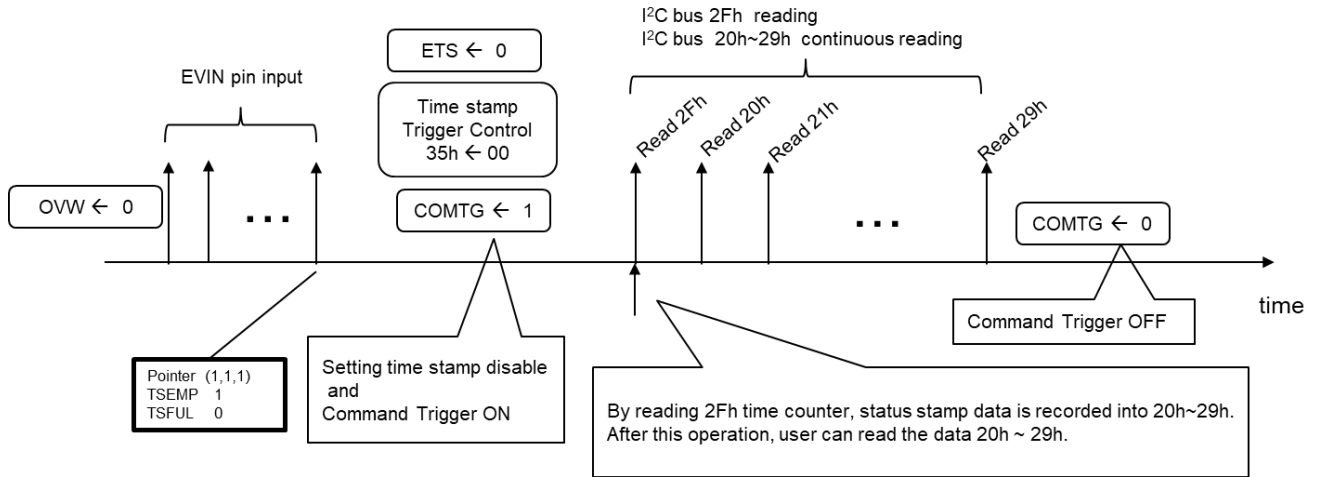 I²C bus 2Fh reading
I²C bus 20h~29h continuous reading
ETS ← 0
EVIN pin input
Time stamp
Trigger Control
35h ← 00
Read 2Fh
Read 20h
Read 21h
Read 29h
OVW ← 0
...
COMTG ← 1
...
COMTG ← 0
time
Command Trigger OFF
Pointer (1,1,1)
TSEMP 1
TSFUL 0
Setting time stamp disable
and
Command Trigger ON
By reading 2Fh time counter, status stamp data is recorded into 20h~29h.
After this operation, user can read the data 20h ~ 29h.